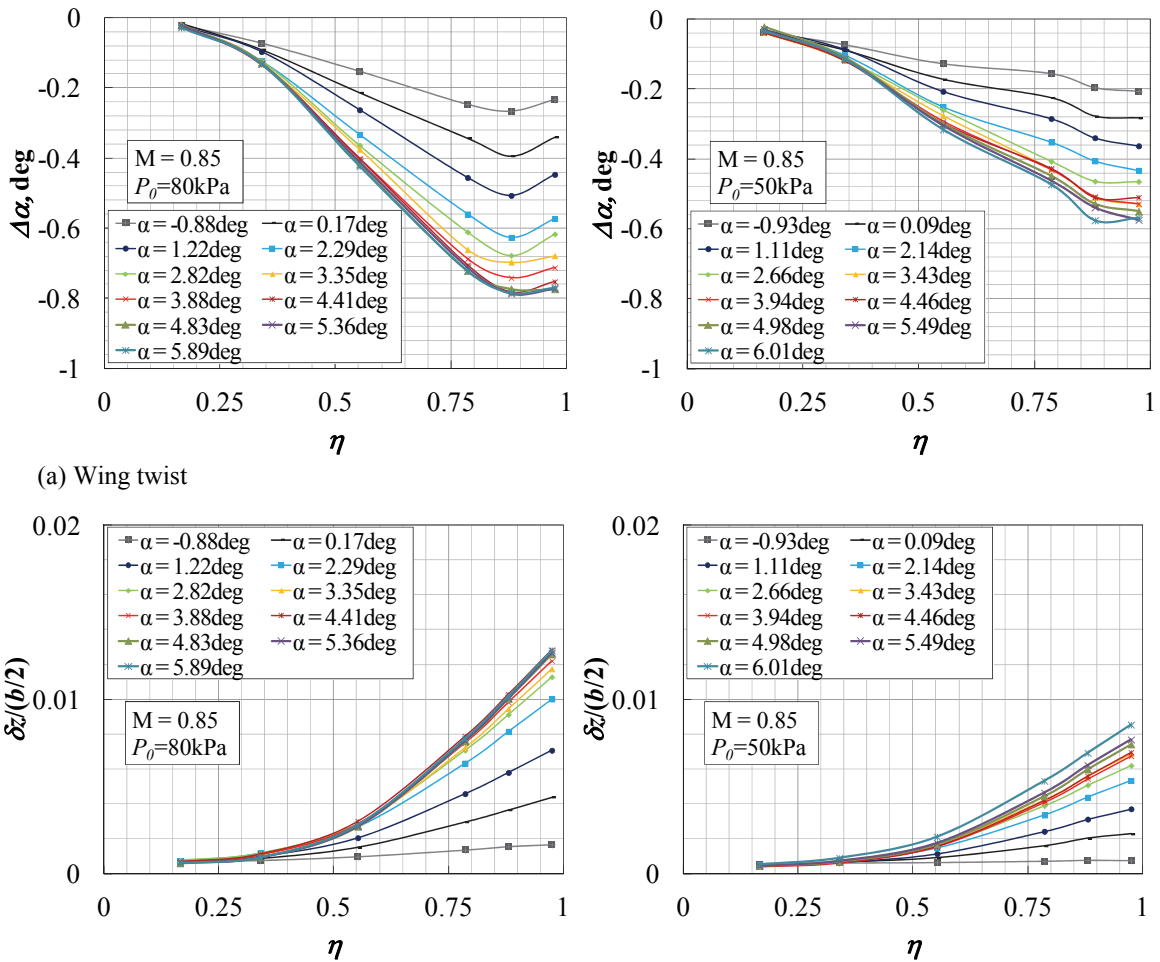 0
-0.2
-0.4
-0.6
-0.8
-1
Δα, deg
M = 0.85
P0=80kPa
α = -0.88deg
α = 0.17deg
α = 1.22deg
α = 2.29deg
α = 2.82deg
α = 3.35deg
α = 3.88deg
α = 4.41deg
α = 4.83deg
α = 5.36deg
α = 5.89deg
0 0.25 0.5 0.75 1
η
0
-0.2
-0.4
-0.6
-0.8
-1
Δα, deg
M = 0.85
P0=50kPa
α = -0.93deg
α = 0.09deg
α = 1.11deg
α = 2.14deg
α = 2.66deg
α = 3.43deg
α = 3.94deg
α = 4.46deg
α = 4.98deg
α = 5.49deg
α = 6.01deg
0 0.25 0.5 0.75 1
η
(a) Wing twist
0.02
0.01
0
δz/(b/2)
α = -0.88deg
α = 0.17deg
α = 1.22deg
α = 2.29deg
α = 2.82deg
α = 3.35deg
α = 3.88deg
α = 4.41deg
α = 4.83deg
α = 5.36deg
α = 5.89deg
M = 0.85
P0=80kPa
0 0.25 0.5 0.75 1
η
0.02
0.01
0
δz/(b/2)
α = -0.93deg
α = 0.09deg
α = 1.11deg
α = 2.14deg
α = 2.66deg
α = 3.43deg
α = 3.94deg
α = 4.46deg
α = 4.98deg
α = 5.49deg
α = 6.01deg
M = 0.85
P0=50kPa
0 0.25 0.5 0.75 1
η